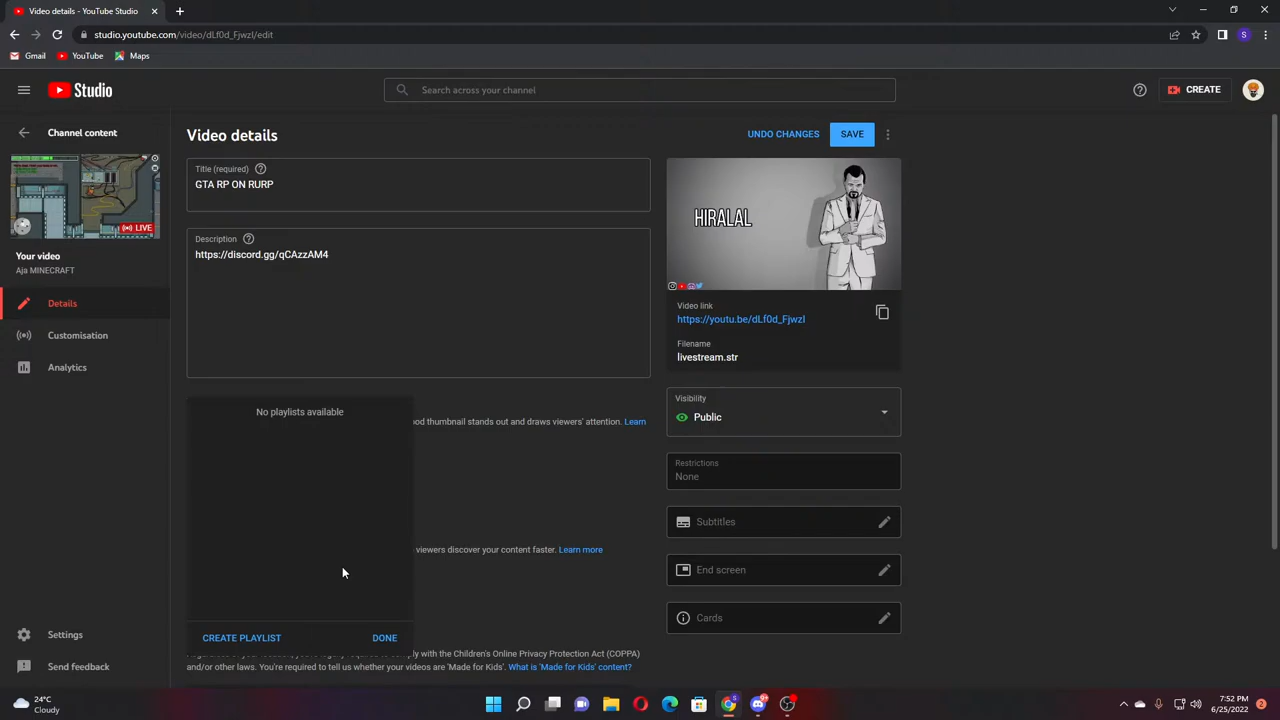 Video details - YouTube Studio
studio.youtube.com/video/dLf0d_FjwzI/edit
S
Gmail
YouTube
Maps
Studio
Search across your channel
CREATE
Channel content
Video details
UNDO CHANGES
SAVE
Title (required)
GTA RP ON RURP
HIRALAL
LIVE
Description
https://discord.gg/qCAzzAM4
Your video
Aja MINECRAFT
Details
Customisation
Analytics
Video link
https://youtu.be/dLf0d_FjwzI
Filename
livestream.str
Visibility
Public
No playlists available
ood thumbnail stands out and draws viewers' attention. Learn
Restrictions
None
Subtitles
viewers discover your content faster. Learn more
End screen
Cards
CREATE PLAYLIST
DONE
Settings
and/or other laws. You're required to tell us whether your videos are 'Made for Kids'. What is 'Made for Kids' content?
Send feedback
24°C
Cloudy
7:52 PM
6/25/2022
2